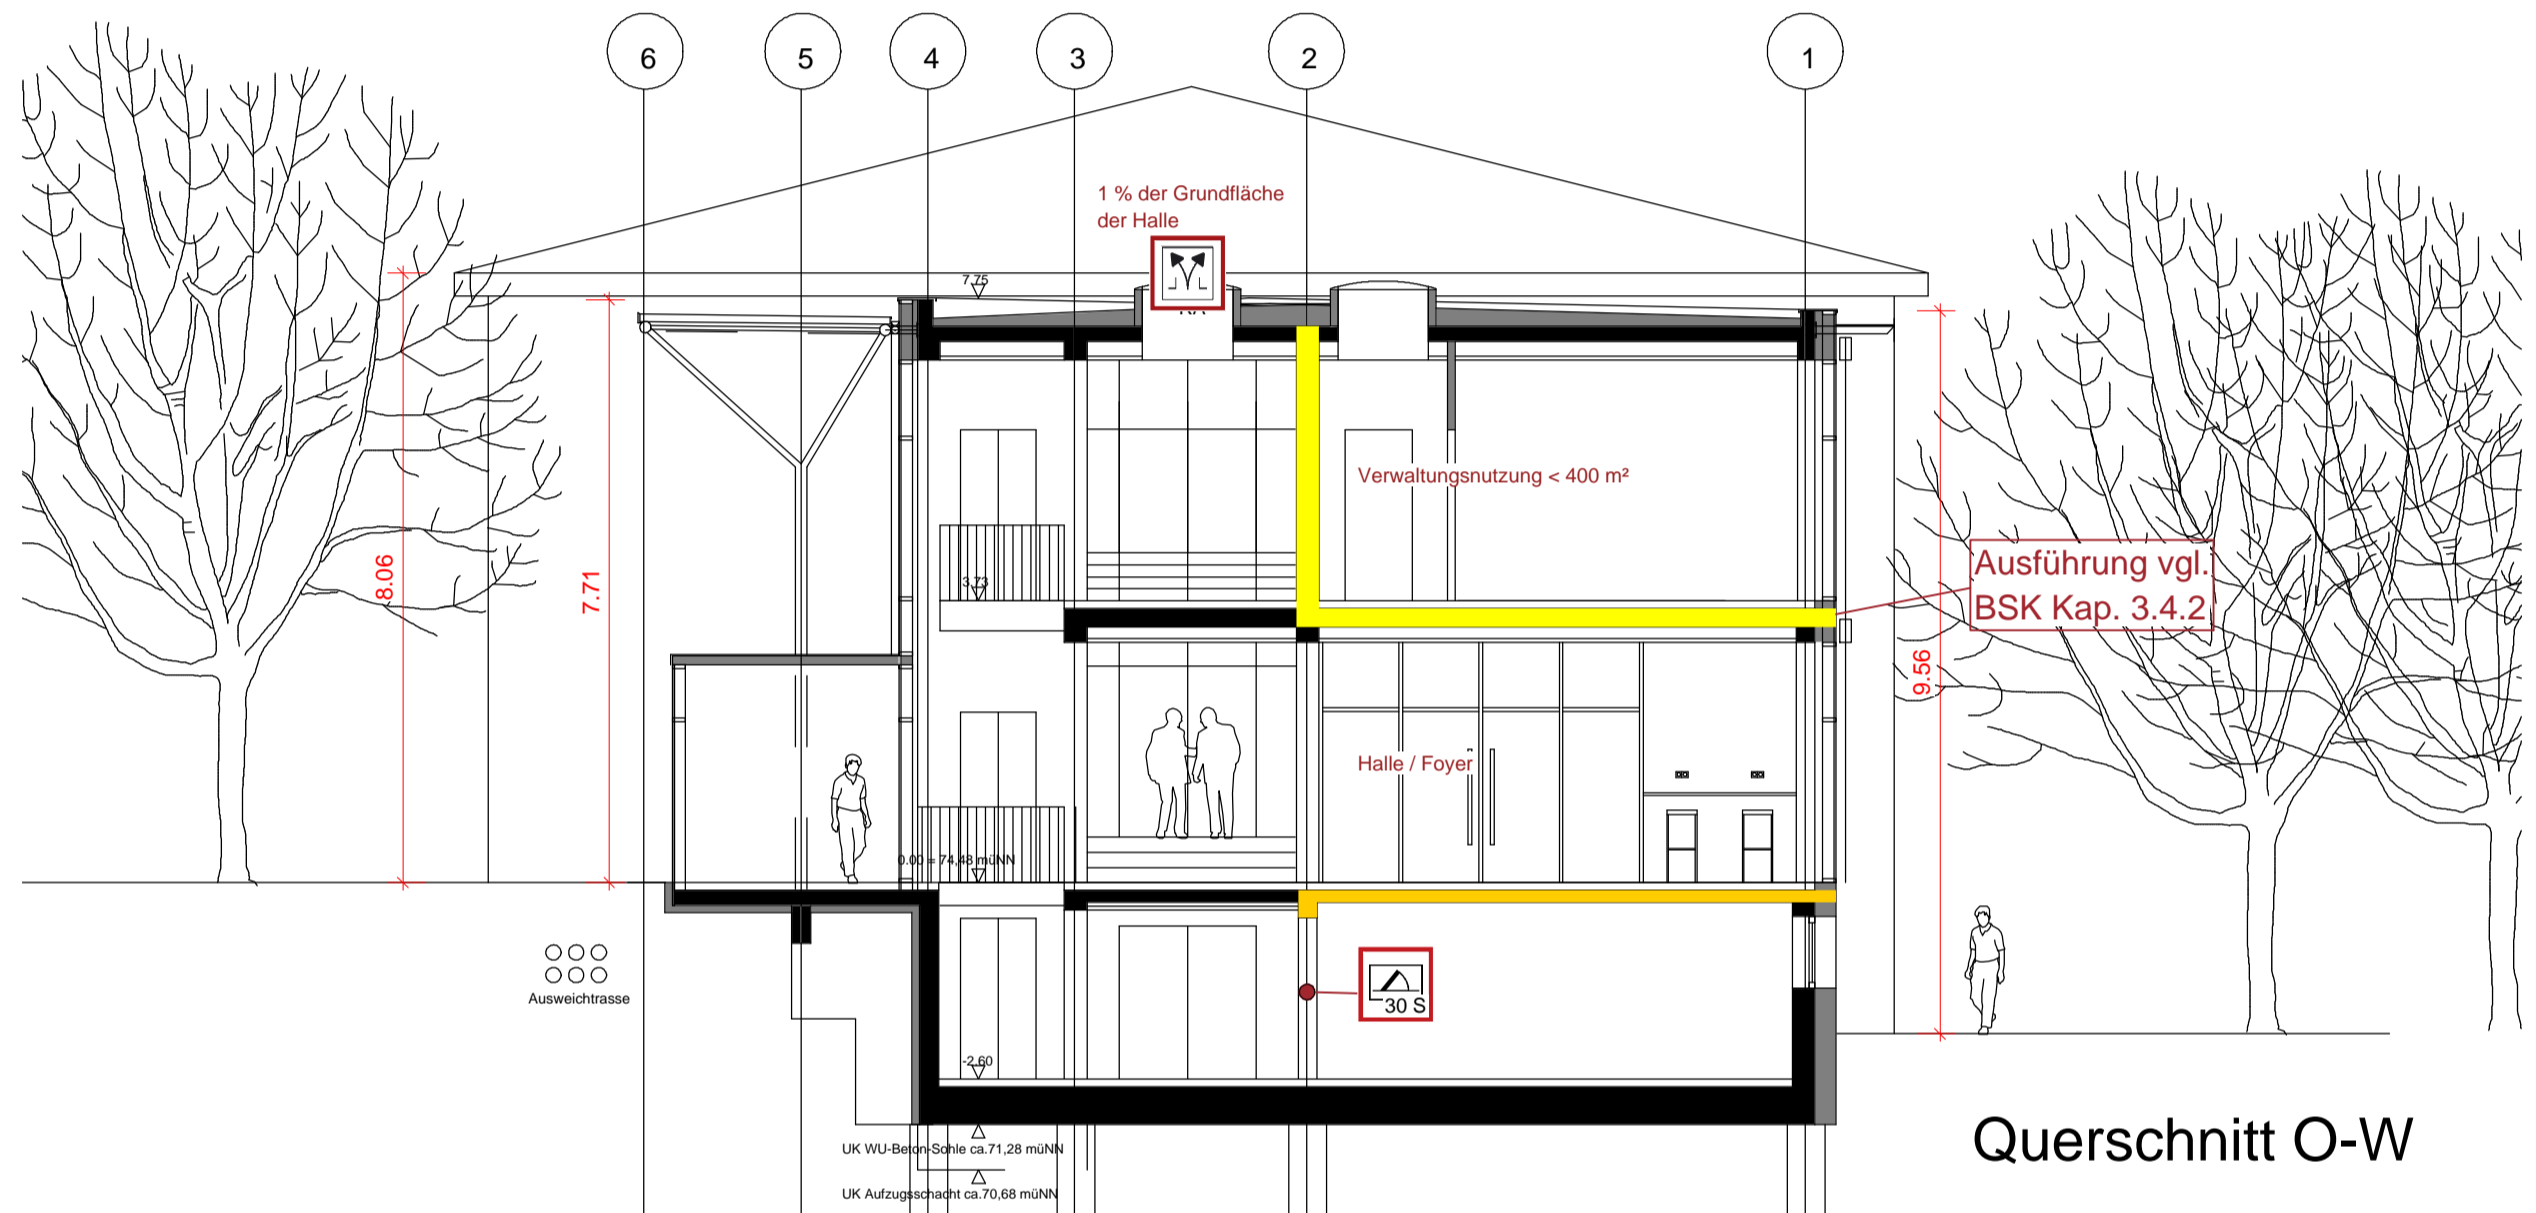 6
5
4
3
2
1
1 % der Grundfläche
der Halle
7.75
Verwaltungsnutzung < 400 m²
8.06
7.71
3.73
Ausführung vgl.
BSK Kap. 3.4.2
9.56
Halle / Foyer
0.00 = 74,48 müNN
Ausweichtrasse
30 S
-2.60
UK WU-Beton-Sohle ca.71,28 müNN
UK Aufzugsschacht ca.70,68 müNN
Querschnitt O-W